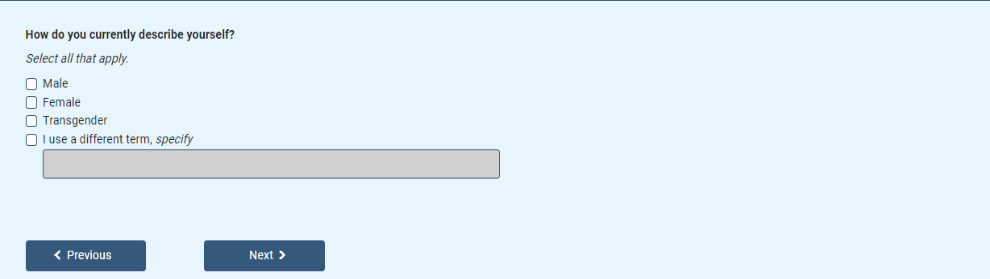 How do you currently describe yourself?
Select all that apply.
Male
Female
Transgender
I use a different term, specify
Previous
Next